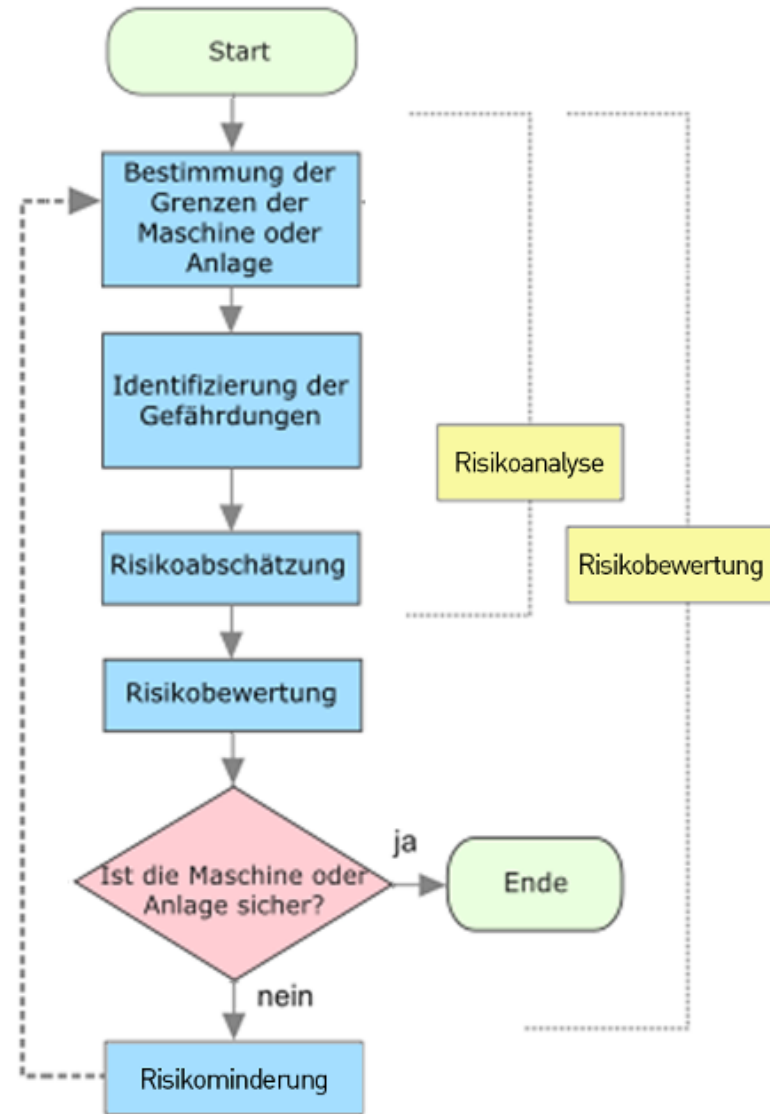 Start
Bestimmung der
Grenzen der
Maschine oder
Anlage
Identifizierung der
Gefährdungen
Risikoanalyse
Risikobewertung
Risikoabschätzung
Risikobewertung
ja
Ist die Maschine oder
Anlage sicher?
Ende
nein
Risikominderung